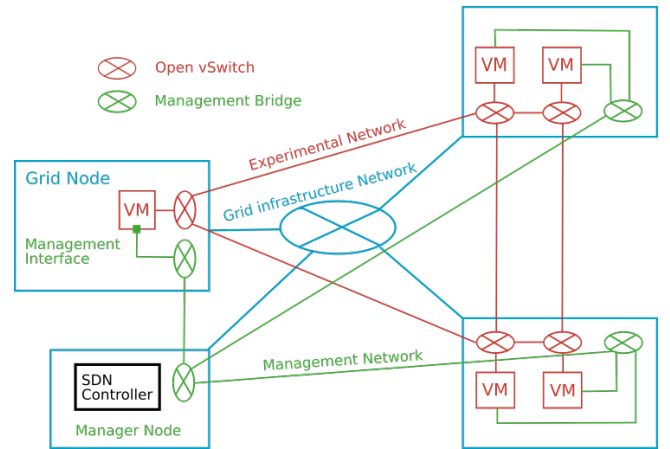 Open vSwitch
Management Bridge
VM
VM
Experimental Network
Grid infrastructure Network
Grid Node
VM
Management
Interface
Management Network
SDN
Controller
Manager Node
VM
VM